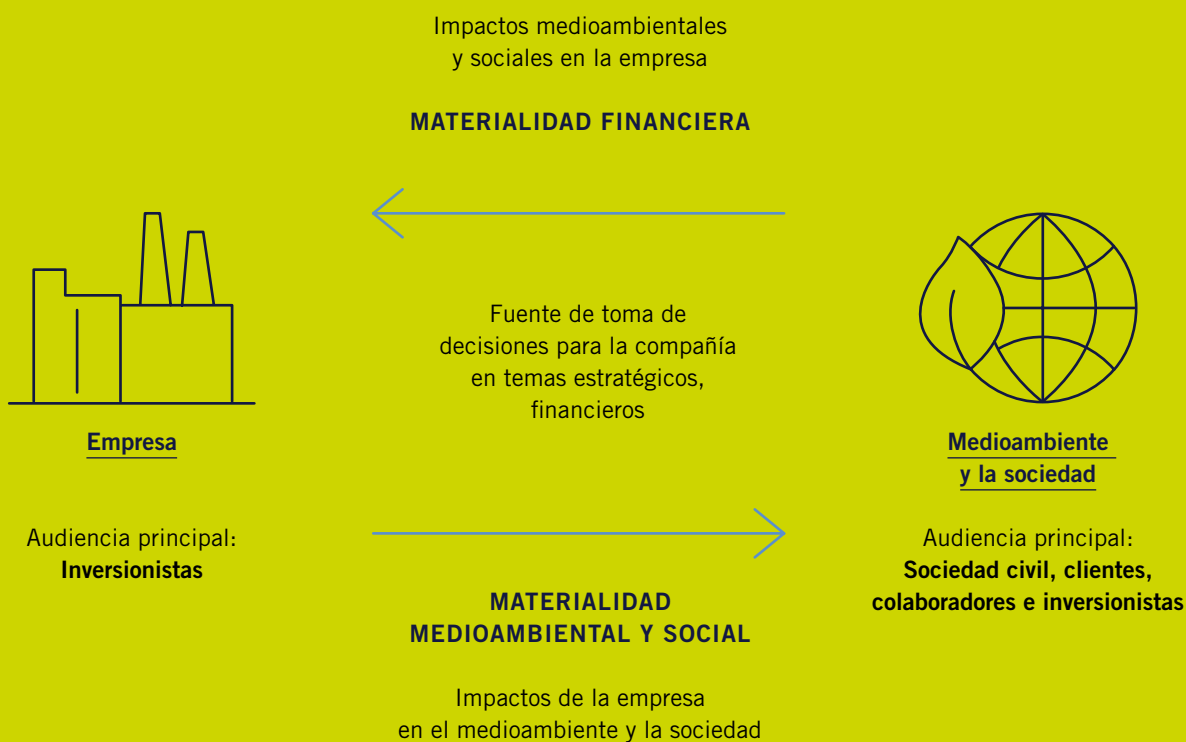 Impactos medioambientales
y sociales en la empresa
MATERIALIDAD FINANCIERA
Fuente de toma de
decisiones para la compañía
en temas estratégicos,
financieros
Empresa
Audiencia principal:
Inversionistas
Medioambiente
y la sociedad
Audiencia principal:
Sociedad civil, clientes,
colaboradores e inversionistas
MATERIALIDAD
MEDIOAMBIENTAL Y SOCIAL
Impactos de la empresa
en el medioambiente y la sociedad